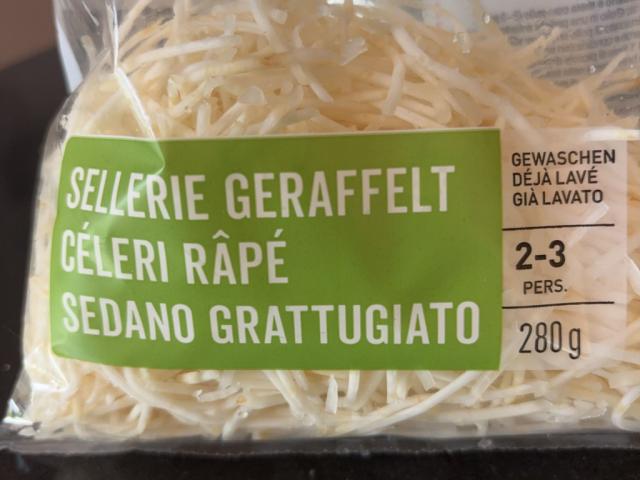 SELLERIE GERAFFELT
CÉLERI RÂPÉ
SEDANO GRATTUGIATO
GEWASCHEN
DÉJÀ LAVÉ
GIÀ LAVATO
2-3
PERS.
280g